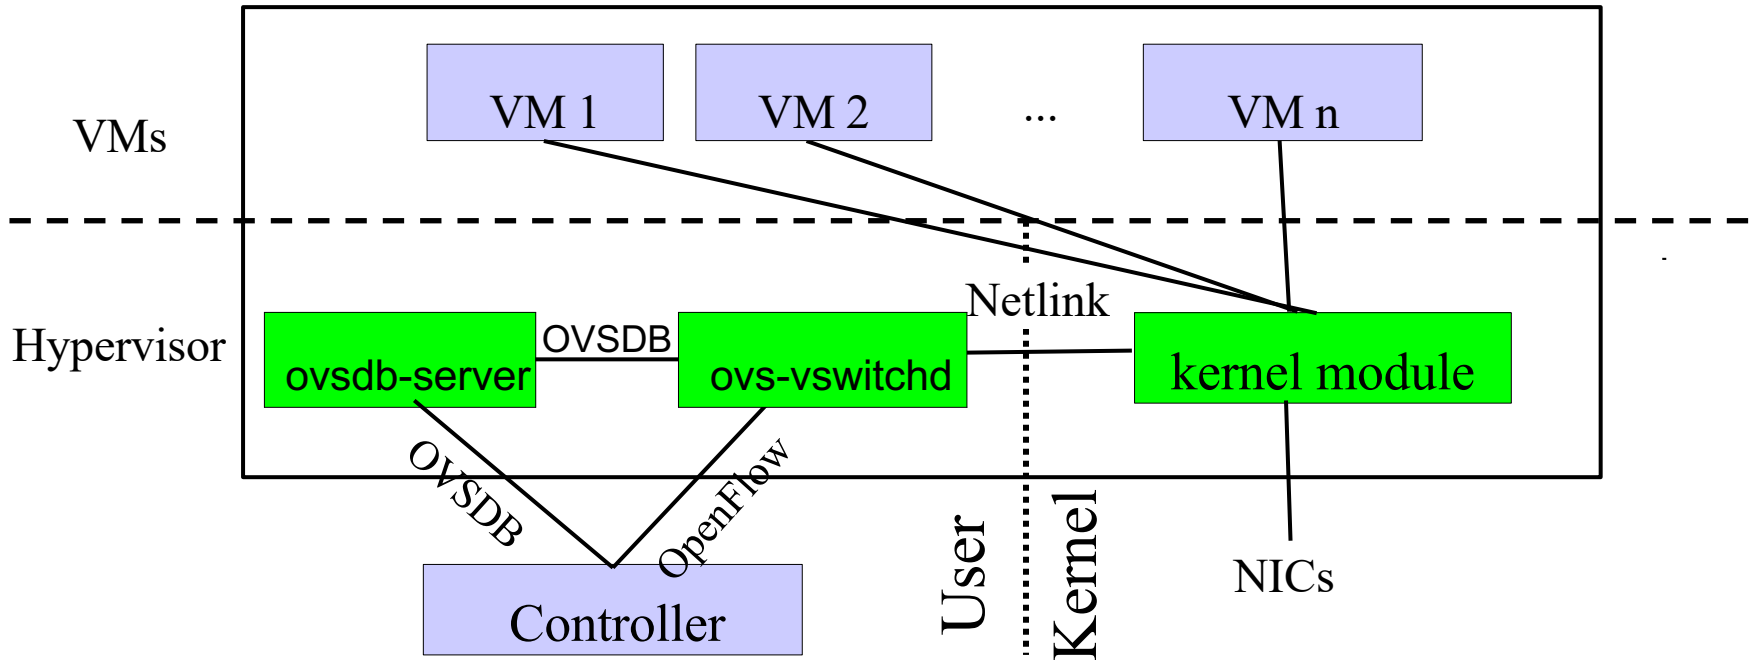 VM 1
VM 2
...
VM n
VMs
Netlink
Hypervisor
ovsdb-server
OVSDB
ovs-vswitchd
kernel module
OVSDB
OpenFlow
User
Kernel
NICs
Controller
-